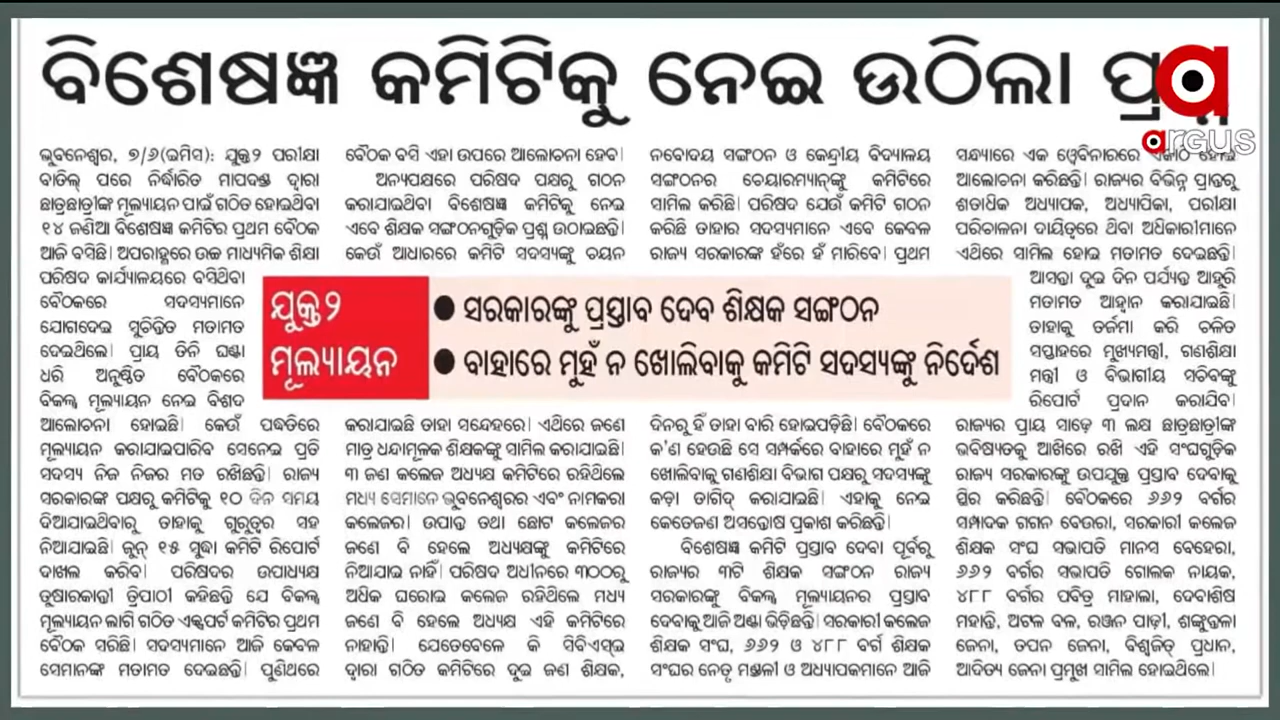 ବିଶେଷଜ୍ଞ କମିଟିକୁ ନେଇ ଉଠିଲା
argus
ଭୁବନେଶ୍ୱର, ୭/୬(ଇମିସ): ଯୁକ୍ତ୨ ପରୀକ୍ଷା
ବାତିଲ୍ ପରେ ନିର୍ଦ୍ଧାରିତ ମାପଦଣ୍ଡ ଦ୍ୱାରା
ଛାତ୍ରଛାତ୍ରୀଙ୍କ ମୂଲ୍ୟାୟନ ପାଇଁ ଗଠିତ ହୋଇଥିବା
୧୪ ଜଣିଆ ବିଶେଷଜ୍ଞ କମିଟିର ପ୍ରଥମ ବୈଠକ
ଆଜି ବସିଛି। ଅପରାହ୍ନରେ ଉଚ୍ଚ ମାଧ୍ୟମିକ ଶିକ୍ଷା
ପରିଷଦ କାର୍ଯ୍ୟାଳୟରେ ବସିଥିବା
ବୈଠକରେ ସଦସ୍ୟମାନେ
ଯୋଗଦେଇ ସୁଚିନ୍ତିତ ମତାମତ
ଦେଇଥିଲେ। ପ୍ରାୟ ତିନି ଘଣ୍ଟା
ଧରି ଅନୁଷ୍ଠିତ ବୈଠକରେ
ବିକଳ୍ପ ମୂଲ୍ୟାୟନ ନେଇ ବିଶଦ
ଆଲୋଚନା ହୋଇଛି। କେଉଁ ପଦ୍ଧତିରେ
ମୂଲ୍ୟାୟନ କରାଯାଇପାରିବ ସେନେଇ ପ୍ରତି
ସଦସ୍ୟ ନିଜ ନିଜର ମତ ରଖିଛନ୍ତି। ରାଜ୍ୟ
ସରକାରଙ୍କ ପକ୍ଷରୁ କମିଟିକୁ ୧୦ ଦିନ ସମୟ
ଦିଆଯାଇଥିବାରୁ ତାହାକୁ ଗୁରୁତ୍ୱର ସହ
ନିଆଯାଇଛି। ଜୁନ୍ ୧୫ ସୁଦ୍ଧା କମିଟି ରିପୋର୍ଟ
ଦାଖଲ କରିବ। ପରିଷଦର ଉପାଧ୍ୟକ୍ଷ
ତୁଷାରକାନ୍ତି ତ୍ରିପାଠୀ କହିଛନ୍ତି ଯେ ବିକଳ୍ପ
ମୂଲ୍ୟାୟନ ଲାଗି ଗଠିତ ଏକ୍ସପର୍ଟ କମିଟିର ପ୍ରଥମ
ବୈଠକ ସରିଛି। ସଦସ୍ୟମାନେ ଆଜି କେବଳ
ସେମାନଙ୍କ ମତାମତ ଦେଇଛନ୍ତି। ପୁଣିଥରେ
ବୈଠକ ବସି ଏହା ଉପରେ ଆଲୋଚନା ହେବ।
ଅନ୍ୟପକ୍ଷରେ ପରିଷଦ ପକ୍ଷରୁ ଗଠନ
କରାଯାଇଥିବା ବିଶେଷଜ୍ଞ କମିଟିକୁ ନେଇ
ଏବେ ଶିକ୍ଷକ ସଙ୍ଗଠନଗୁଡ଼ିକ ପ୍ରଶ୍ନ ଉଠାଇଛନ୍ତି।
କେଉଁ ଆଧାରରେ କମିଟି ସଦସ୍ୟଙ୍କୁ ଚୟନ
ଯୁକ୍ତ୨
ମୂଲ୍ୟାୟନ
● ସରକାରଙ୍କୁ ପ୍ରସ୍ତାବ ଦେବ ଶିକ୍ଷକ ସଙ୍ଗଠନ
● ବାହାରେ ମୁହଁ ନ ଖୋଲିବାକୁ କମିଟି ସଦସ୍ୟଙ୍କୁ ନିର୍ଦେଶ
କରାଯାଇଛି ତାହା ସନ୍ଦେହରେ। ଏଥିରେ ଜଣେ
ମାତ୍ର ଧନ୍ଦାମୂଳକ ଶିକ୍ଷକଙ୍କୁ ସାମିଲ କରାଯାଇଛି।
୩ ଜଣ କଲେଜ ଅଧ୍ୟକ୍ଷ କମିଟିରେ ରହିଥିଲେ
ମଧ୍ୟ ସେମାନେ ଭୁବନେଶ୍ୱରର ଏବଂ ନାମକରା
କଲେଜର। ଉପାନ୍ତ ତଥା ଛୋଟ କଲେଜର
ଜଣେ ବି ହେଲେ ଅଧ୍ୟକ୍ଷଙ୍କୁ କମିଟିରେ
ନିଆଯାଇ ନାହିଁ। ପରିଷଦ ଅଧୀନରେ ୩୦୦ରୁ
ଅଧିକ ଘରୋଇ କଲେଜ ରହିଥିଲେ ମଧ୍ୟ
ଜଣେ ବି ହେଲେ ଅଧ୍ୟକ୍ଷ ଏହି କମିଟିରେ
ନାହାନ୍ତି। ଯେତେବେଳେ କି ସିବିଏସ୍ଇ
ଦ୍ୱାରା ଗଠିତ କମିଟିରେ ଦୁଇ ଜଣ ଶିକ୍ଷକ,
ନବୋଦୟ ସଙ୍ଗଠନ ଓ କେନ୍ଦ୍ରୀୟ ବିଦ୍ୟାଳୟ
ସଙ୍ଗଠନର ଚେୟାରମ୍ୟାନ୍‌ଙ୍କୁ କମିଟିରେ
ସାମିଲ କରିଛି। ପରିଷଦ ଯେଉଁ କମିଟି ଗଠନ
କରିଛି ତାହାର ସଦସ୍ୟମାନେ ଏବେ କେବଳ
ରାଜ୍ୟ ସରକାରଙ୍କ ହଁରେ ହଁ ମାରିବେ। ପ୍ରଥମ
ଦିନରୁ ହିଁ ତାହା ବାରି ହୋଇପଡ଼ିଛି। ବୈଠକରେ
କ'ଣ ହେଉଛି ସେ ସମ୍ପର୍କରେ ବାହାରେ ମୁହଁ ନ
ଖୋଲିବାକୁ ଗଣଶିକ୍ଷା ବିଭାଗ ପକ୍ଷରୁ ସଦସ୍ୟଙ୍କୁ
କଡ଼ା ତାଗିଦ୍ କରାଯାଇଛି। ଏହାକୁ ନେଇ
କେତେଜଣ ଅସନ୍ତୋଷ ପ୍ରକାଶ କରିଛନ୍ତି।
ବିଶେଷଜ୍ଞ କମିଟି ପ୍ରସ୍ତାବ ଦେବା ପୂର୍ବରୁ
ରାଜ୍ୟର ୩ଟି ଶିକ୍ଷକ ସଙ୍ଗଠନ ରାଜ୍ୟ
ସରକାରଙ୍କୁ ବିକଳ୍ପ ମୂଲ୍ୟାୟନର ପ୍ରସ୍ତାବ
ଦେବାକୁ ଆଜି ଅଣ୍ଟା ଭିଡ଼ିଛନ୍ତି। ସରକାରୀ କଲେଜ
ଶିକ୍ଷକ ସଂଘ, ୬୬୨ ଓ ୪୮୮ ବର୍ଗ ଶିକ୍ଷକ
ସଂଘର ନେତୃ ମଣ୍ଡଳୀ ଓ ଅଧ୍ୟାପକମାନେ ଆଜି
ସନ୍ଧ୍ୟାରେ ଏକ ୱେବିନାରରେ
ଆଲୋଚନା କରିଛନ୍ତି। ରାଜ୍ୟର ବିଭିନ୍ନ ପ୍ରାନ୍ତରୁ
ଶତାଧିକ ଅଧ୍ୟାପକ, ଅଧ୍ୟାପିକା, ପରୀକ୍ଷା
ପରିଚାଳନା ଦାୟିତ୍ୱରେ ଥିବା ଅଧିକାରୀମାନେ
ଏଥିରେ ସାମିଲ ହୋଇ ମତାମତ ଦେଇଛନ୍ତି।
ଆସନ୍ତା ଦୁଇ ଦିନ ପର୍ଯ୍ୟନ୍ତ ଆହୁରି
ମତାମତ ଆହ୍ୱାନ କରାଯାଇଛି।
ତାହାକୁ ତର୍ଜମା କରି ଚଳିତ
ସପ୍ତାହରେ ମୁଖ୍ୟମନ୍ତ୍ରୀ, ଗଣଶିକ୍ଷା
ମନ୍ତ୍ରୀ ଓ ବିଭାଗୀୟ ସଚିବଙ୍କୁ
ରିପୋର୍ଟ ପ୍ରଦାନ କରାଯିବ।
ରାଜ୍ୟର ପ୍ରାୟ ସାଢ଼େ ୩ ଲକ୍ଷ ଛାତ୍ରଛାତ୍ରୀଙ୍କ
ଭବିଷ୍ୟତକୁ ଆଖିରେ ରଖି ଏହି ସଂଘଗୁଡ଼ିକ
ରାଜ୍ୟ ସରକାରଙ୍କୁ ଉପଯୁକ୍ତ ପ୍ରସ୍ତାବ ଦେବାକୁ
ସ୍ଥିର କରିଛନ୍ତି। ବୈଠକରେ ୬୬୨ ବର୍ଗର
ସମ୍ପାଦକ ଗଗନ ବେଉରା, ସରକାରୀ କଲେଜ
ଶିକ୍ଷକ ସଂଘ ସଭାପତି ମାନସ ବେହେରା,
୬୬୨ ବର୍ଗର ସଭାପତି ଗୋଲକ ନାୟକ,
୪୮୮ ବର୍ଗର ପବିତ୍ର ମାହାଲା, ଦେବାଶିଷ
ମହାନ୍ତି, ଅଟଳ ବଳ, ରଞ୍ଜନ ପାଢ଼ୀ, ଶକୁନ୍ତଳା
ଜେନା, ତପନ ଜେନା, ବିଶ୍ୱଜିତ୍ ପ୍ରଧାନ,
ଆଦିତ୍ୟ ଜେନା ପ୍ରମୁଖ ସାମିଲ ହୋଇଥିଲେ।